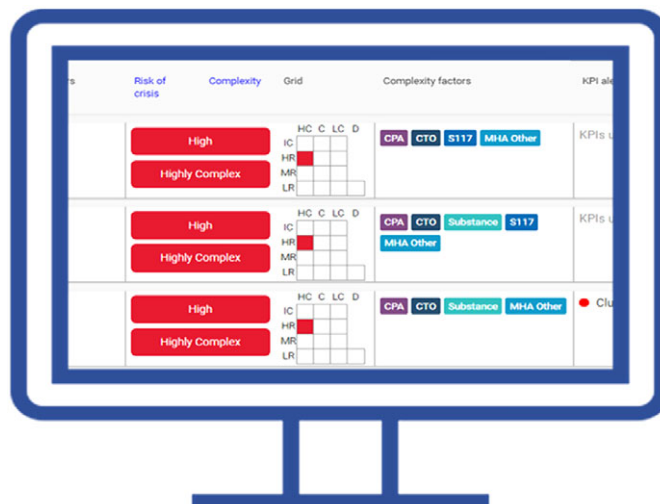 rs Risk of crisis Complexity Grid Complexity factors KPI ale
High
Highly Complex
HC C LC D
IC
HR
MR
LR
CPA CTO S117 MHA Other
KPIs u
High
Highly Complex
HC C LC D
IC
HR
MR
LR
CPA CTO Substance S117
MHA Other
KPIs u
High
Highly Complex
HC C LC D
IC
HR
MR
LR
CPA CTO Substance MHA Other
Clu